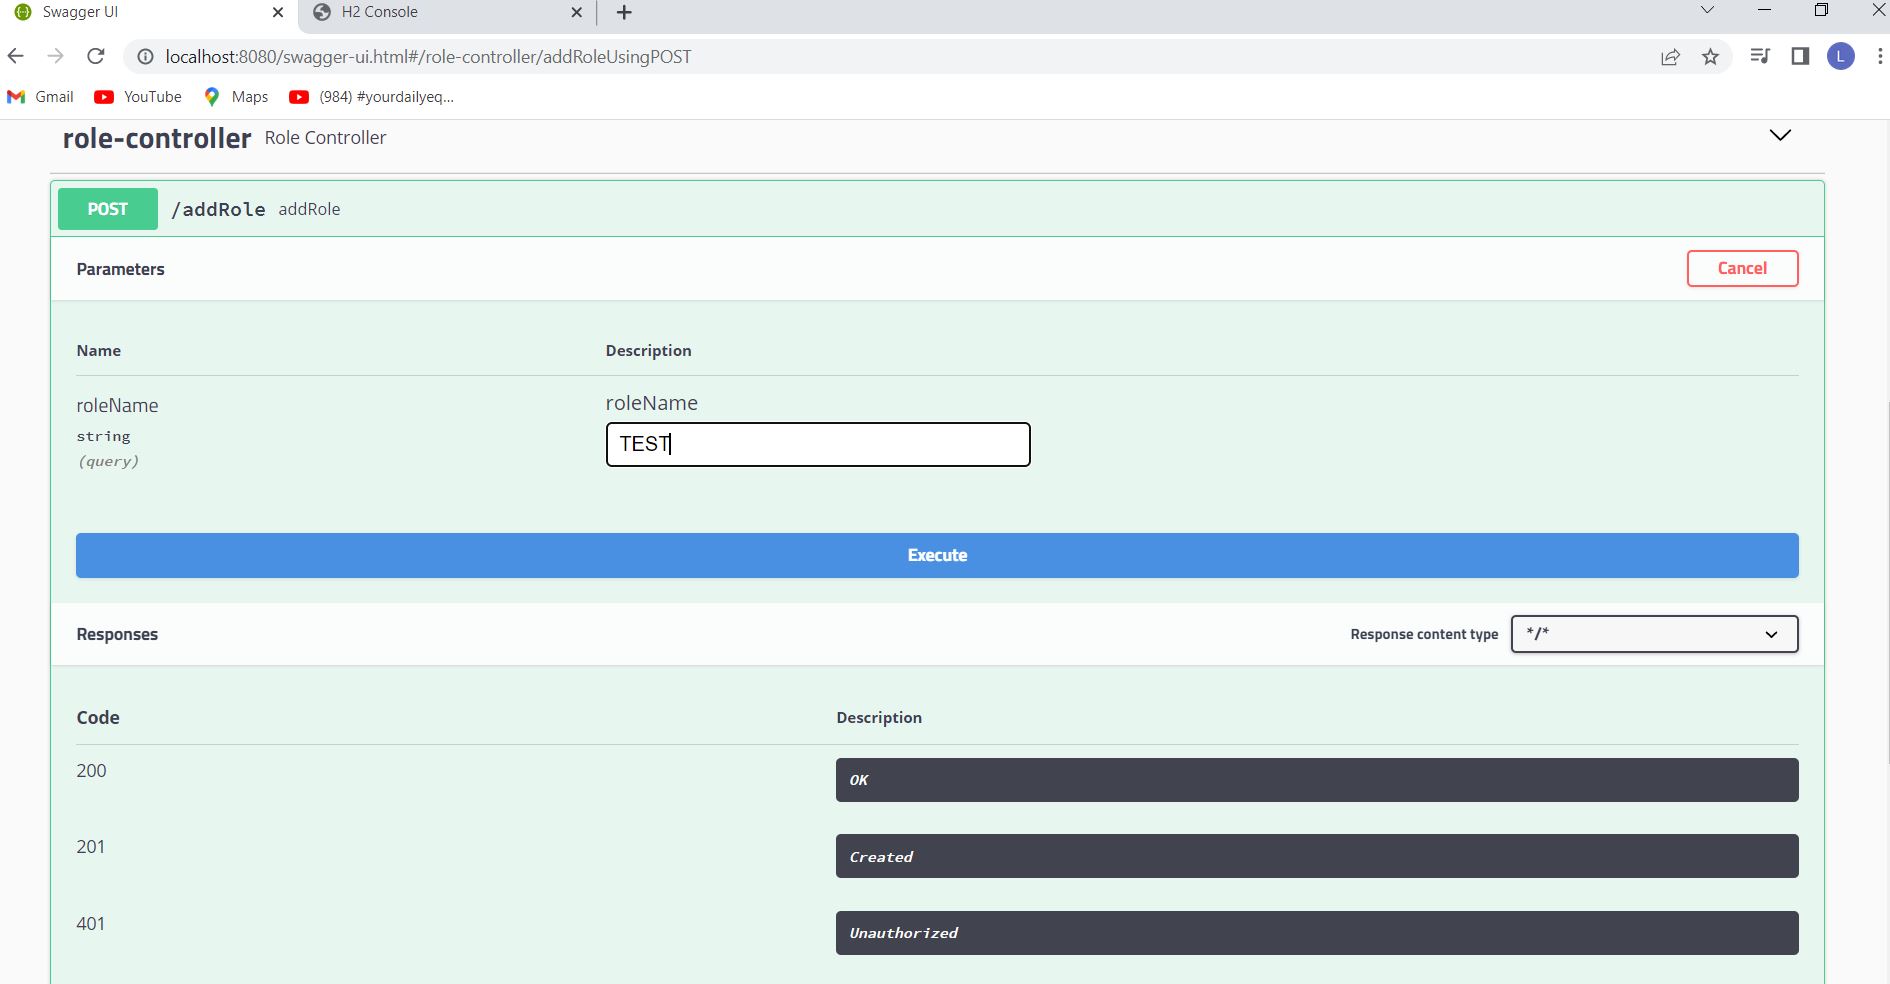 Swagger UI
H2 Console
localhost:8080/swagger-ui.html#/role-controller/addRoleUsingPOST
L
Gmail
YouTube
Maps
(984) #yourdailyeq...
role-controller Role Controller
POST /addRole addRole
Parameters
Cancel
Name Description
roleName roleName
string TEST
(query)
Execute
Responses Response content type */*
Code Description
200 OK
201 Created
401 Unauthorized